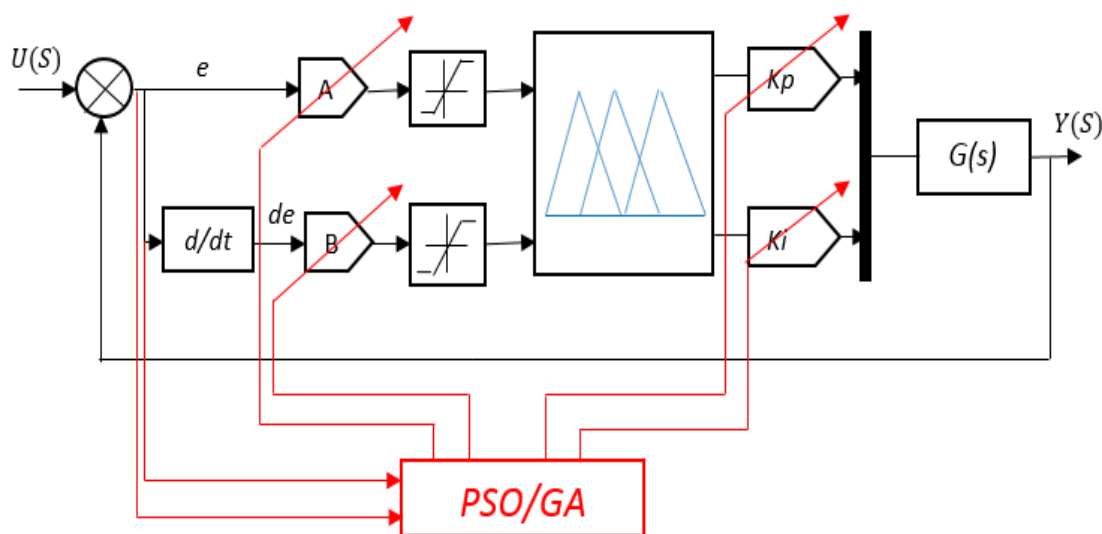 U(S)
e
A
Kp
Y(S)
G(s)
d/dt
de
B
Ki
PSO/GA